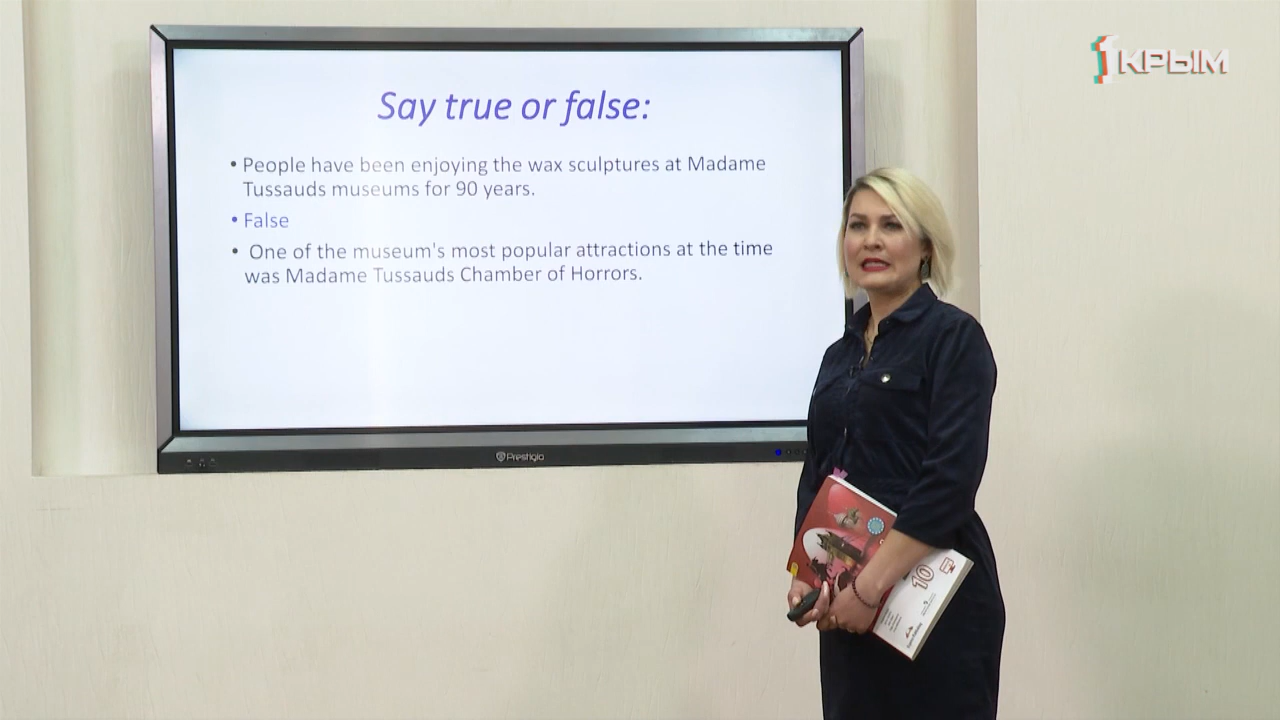 1 КРЫМ
Say true or false:
• People have been enjoying the wax sculptures at Madame
Tussauds museums for 90 years.
• False
• One of the museum's most popular attractions at the time
was Madame Tussauds Chamber of Horrors.
Prestigio
10